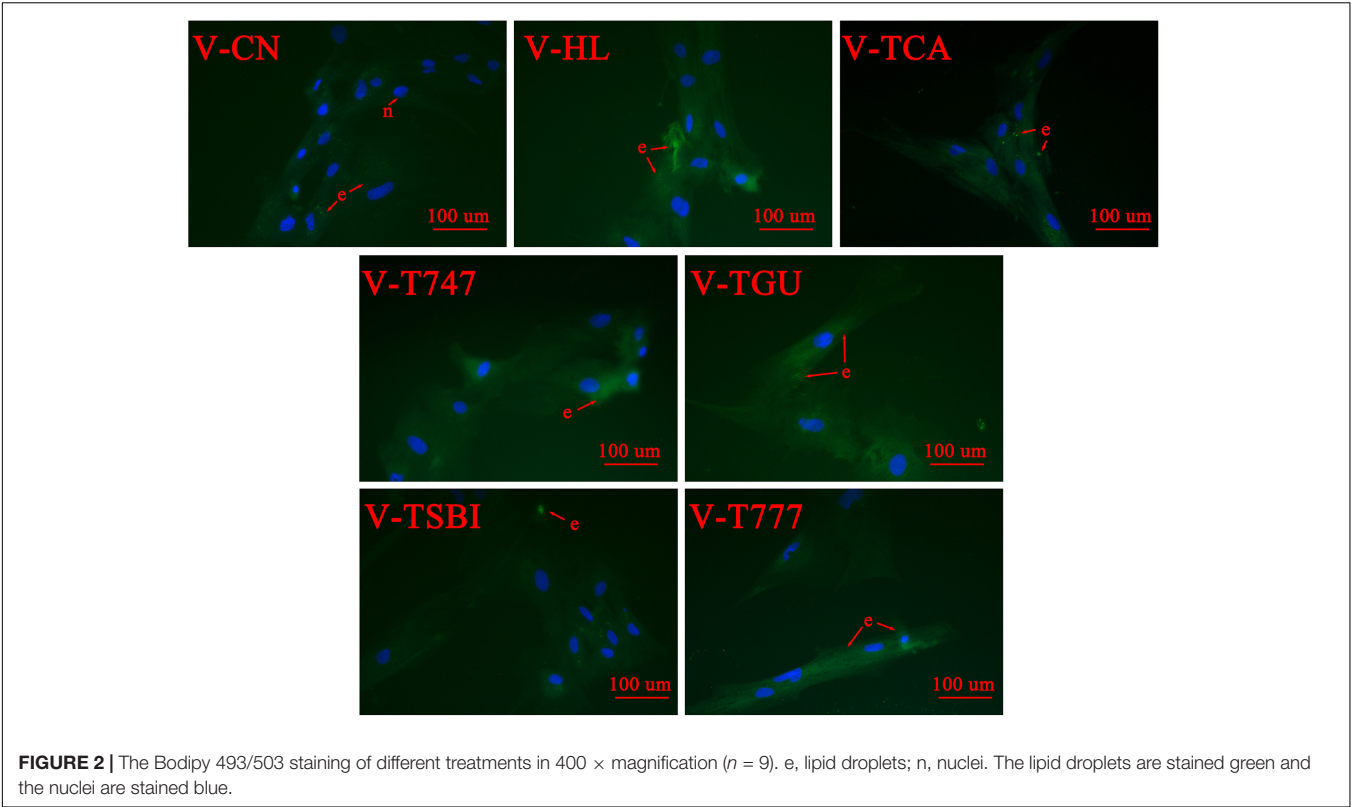 V-CN
n
e
100 um
V-HL
e
100 um
V-TCA
e
100 um
V-T747
e
100 um
V-TGU
e
100 um
V-TSBI
e
100 um
V-T777
e
100 um
FIGURE 2 | The Bodipy 493/503 staining of different treatments in 400 × magnification (n = 9). e, lipid droplets; n, nuclei. The lipid droplets are stained green and
the nuclei are stained blue.